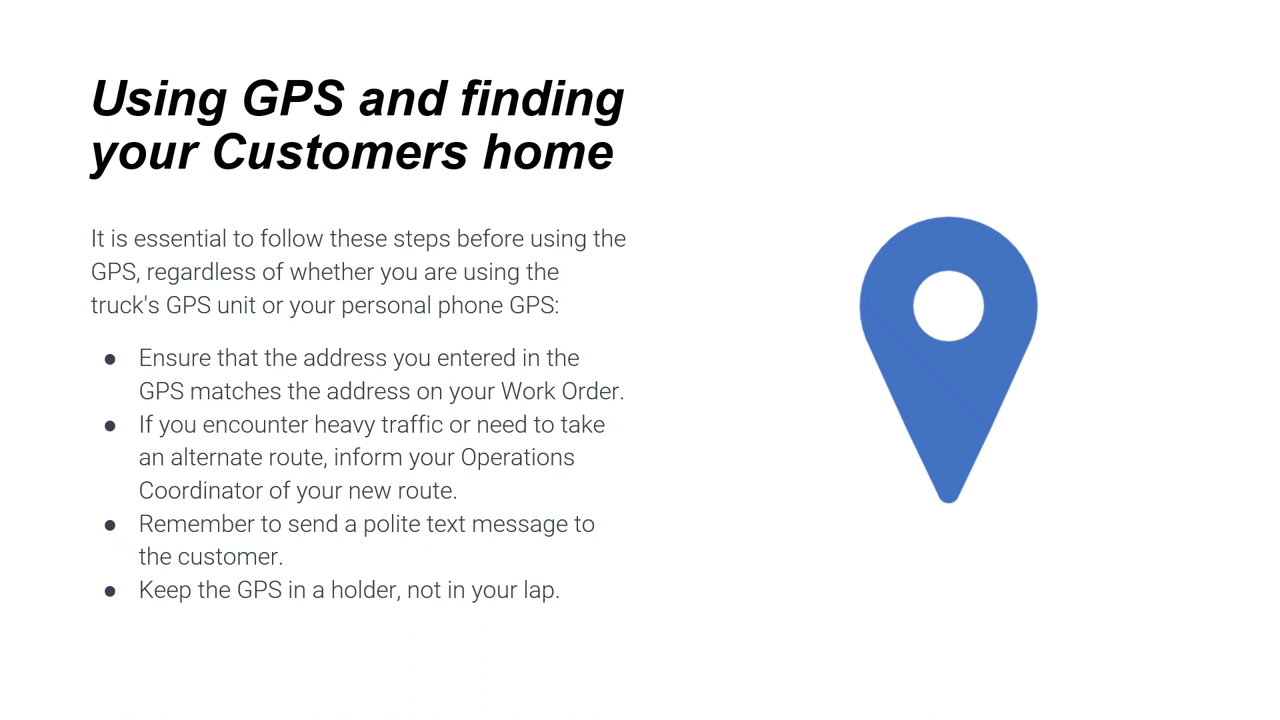 Using GPS and finding
your Customers home
It is essential to follow these steps before using the
GPS, regardless of whether you are using the
truck's GPS unit or your personal phone GPS:
● Ensure that the address you entered in the
GPS matches the address on your Work Order.
● If you encounter heavy traffic or need to take
an alternate route, inform your Operations
Coordinator of your new route.
● Remember to send a polite text message to
the customer.
● Keep the GPS in a holder, not in your lap.